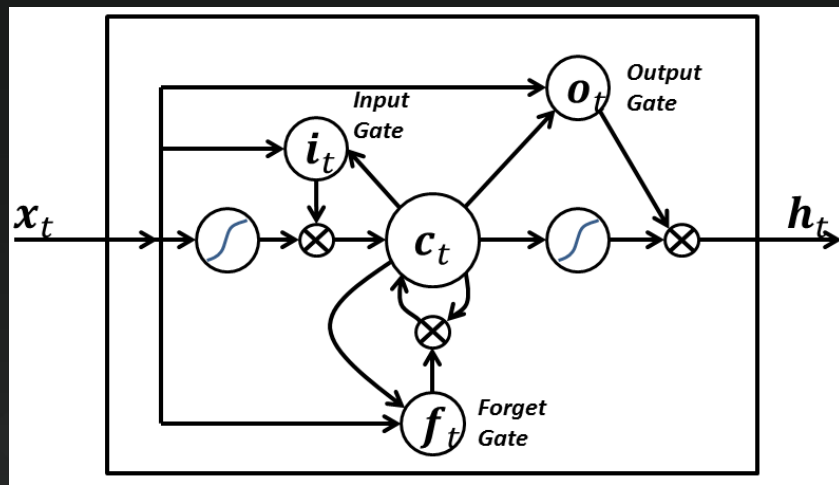 Output
Gate
o_t
Input
Gate
i_t
x_t
c_t
h_t
f_t
Forget
Gate